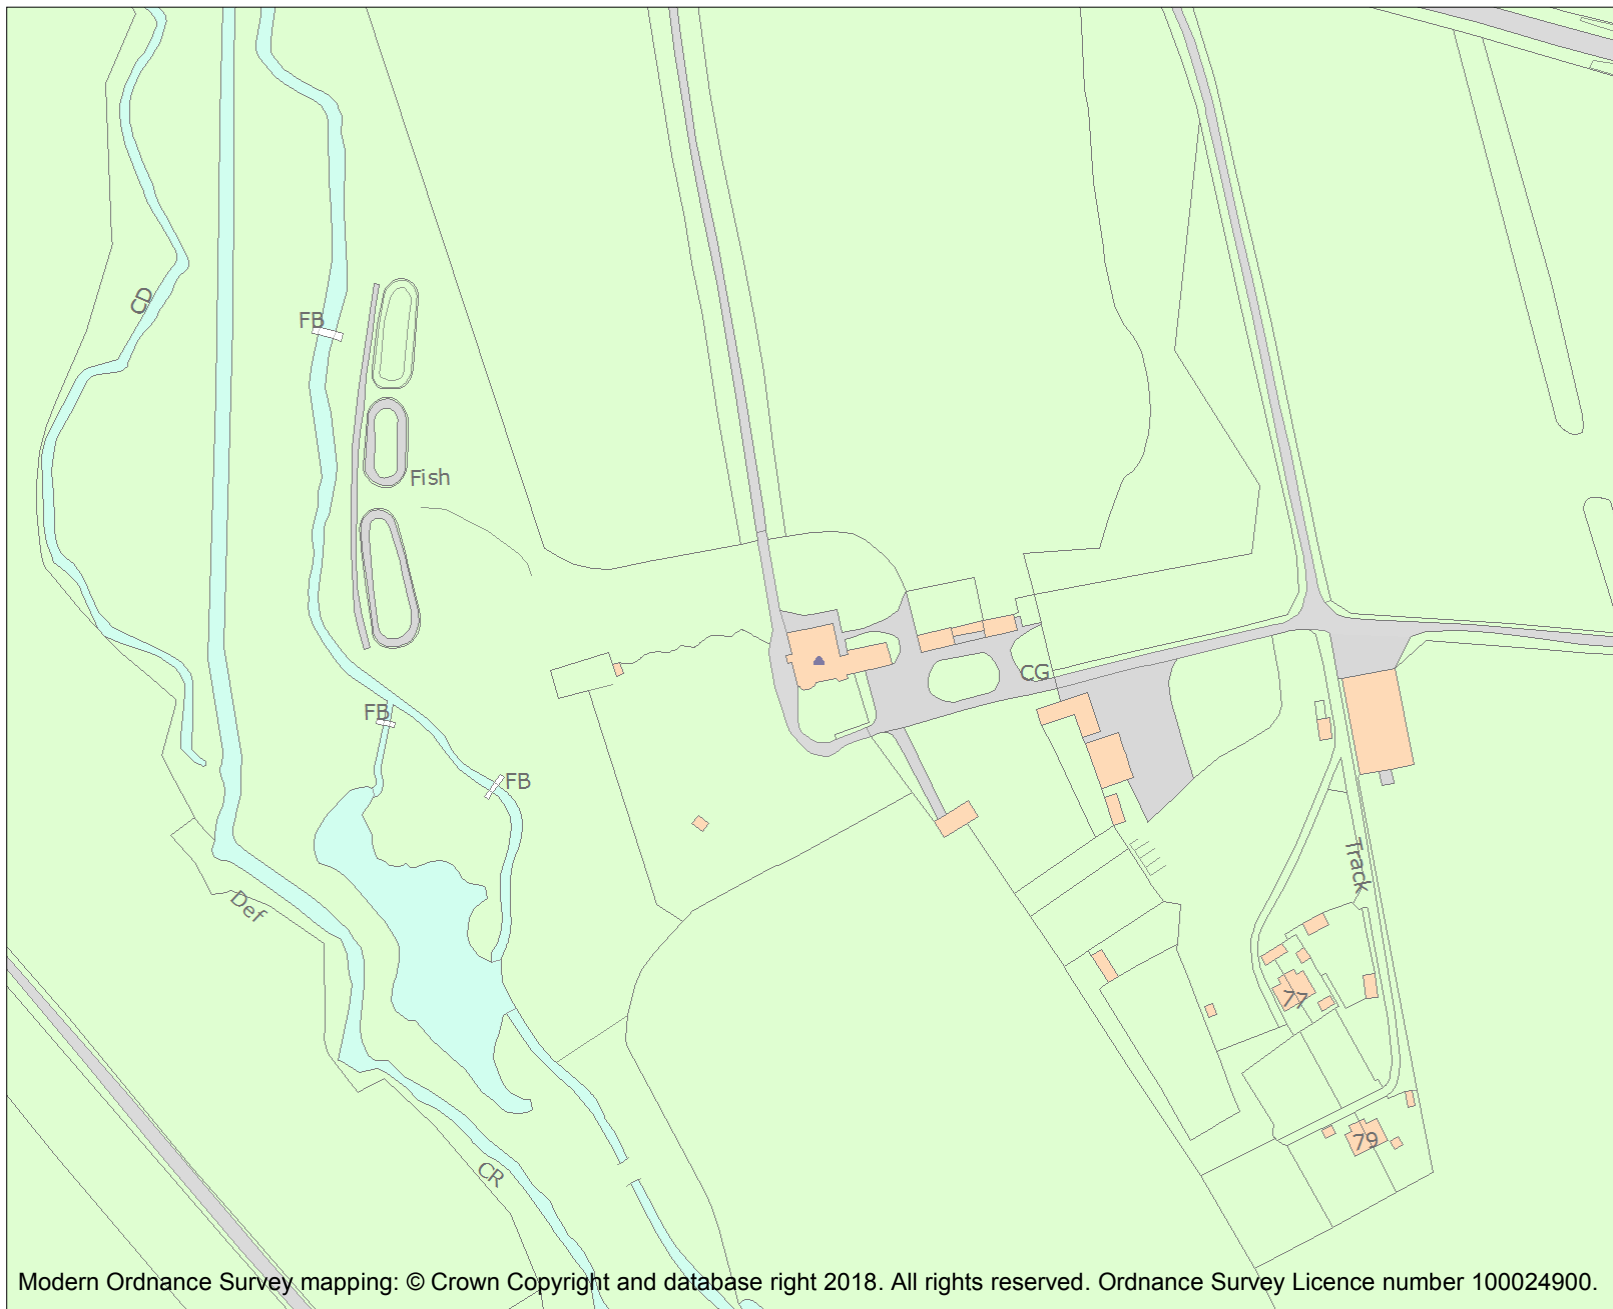 CD
FB
Fish
CG
FB
FB
Track
Def
77
79
CR
Modern Ordnance Survey mapping: © Crown Copyright and database right 2018. All rights reserved. Ordnance Survey Licence number 100024900.